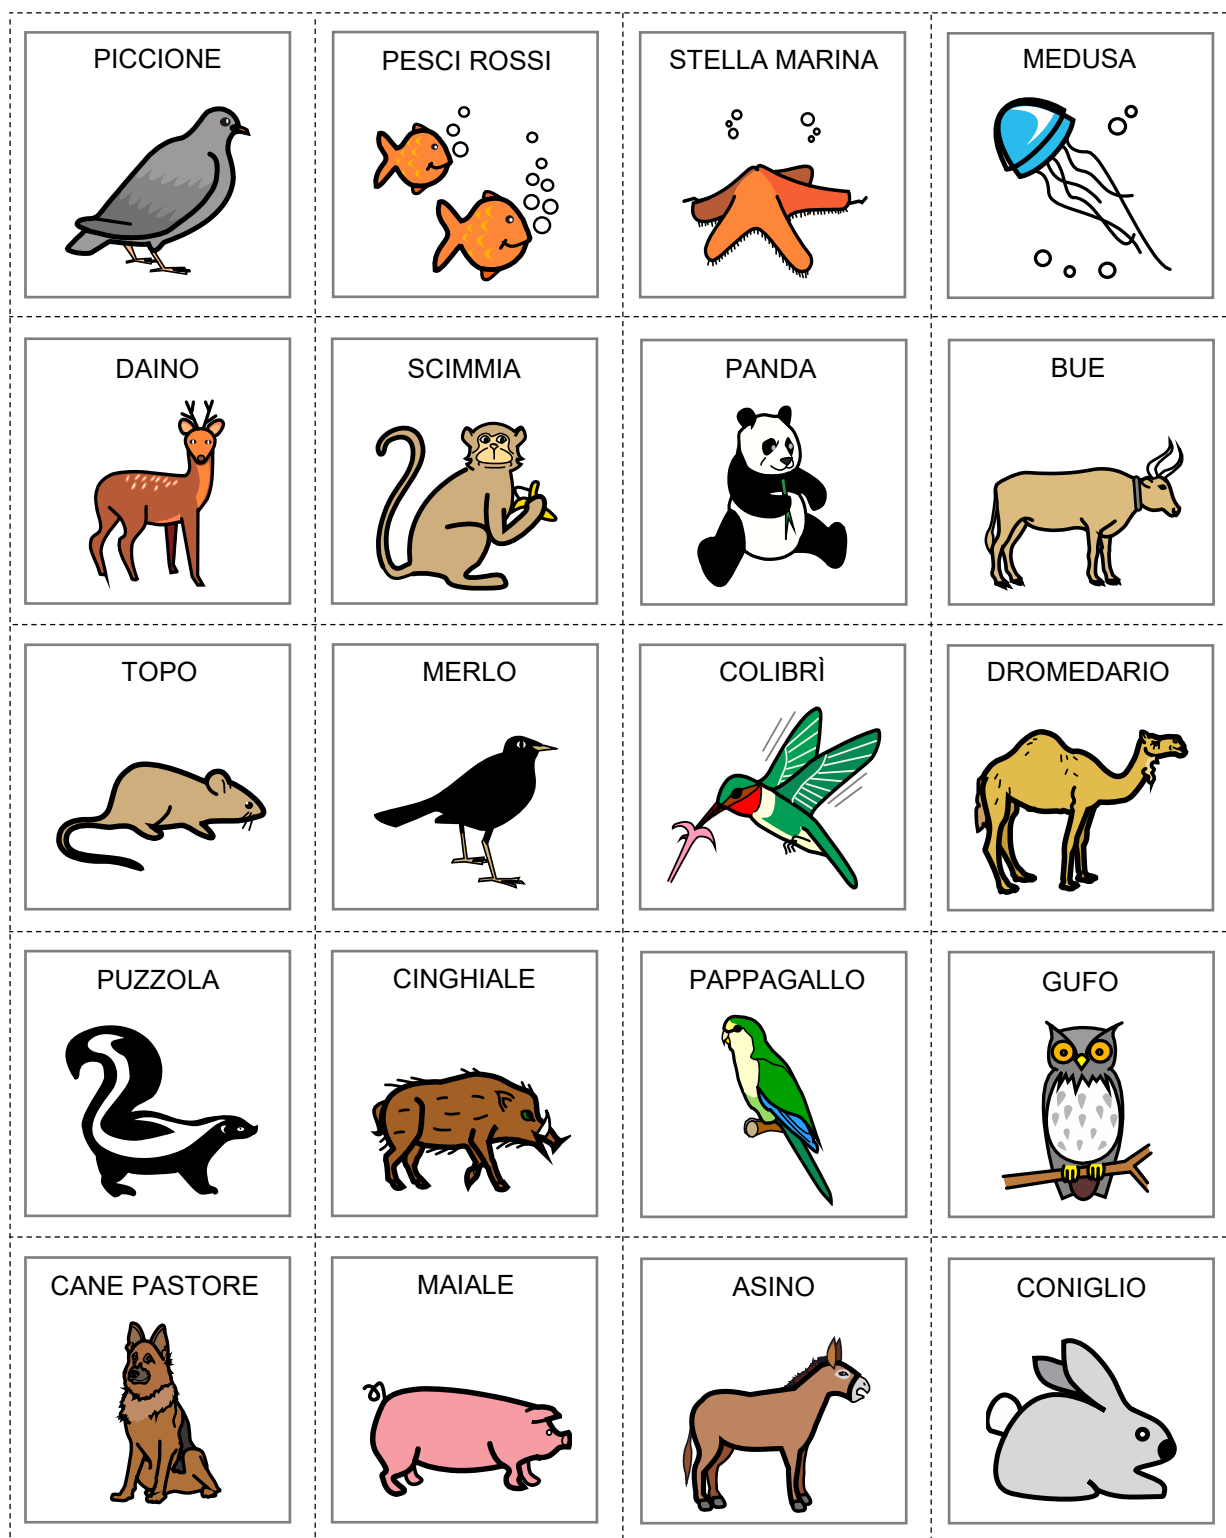 PICCIONE
PESCI ROSSI
STELLA MARINA
MEDUSA
DAINO
SCIMMIA
PANDA
BUE
TOPO
MERLO
COLIBRÌ
DROMEDARIO
PUZZOLA
CINGHIALE
PAPPAGALLO
GUFO
CANE PASTORE
MAIALE
ASINO
CONIGLIO